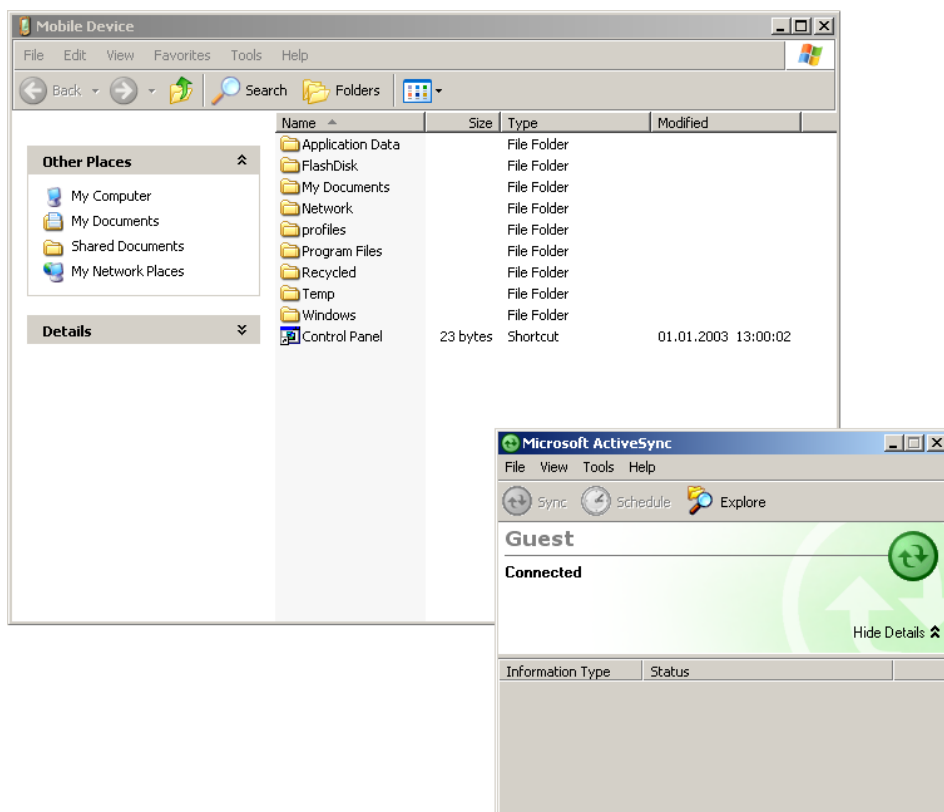 Mobile Device
File Edit View Favorites Tools Help
Back Search Folders
Name Size Type Modified
Other Places
My Computer
My Documents
Shared Documents
My Network Places
Details
Application Data File Folder
FlashDisk File Folder
My Documents File Folder
Network File Folder
profiles File Folder
Program Files File Folder
Recycled File Folder
Temp File Folder
Windows File Folder
Control Panel 23 bytes Shortcut 01.01.2003 13:00:02
Microsoft ActiveSync
File View Tools Help
Sync Schedule Explore
Guest
Connected
Hide Details
Information Type Status